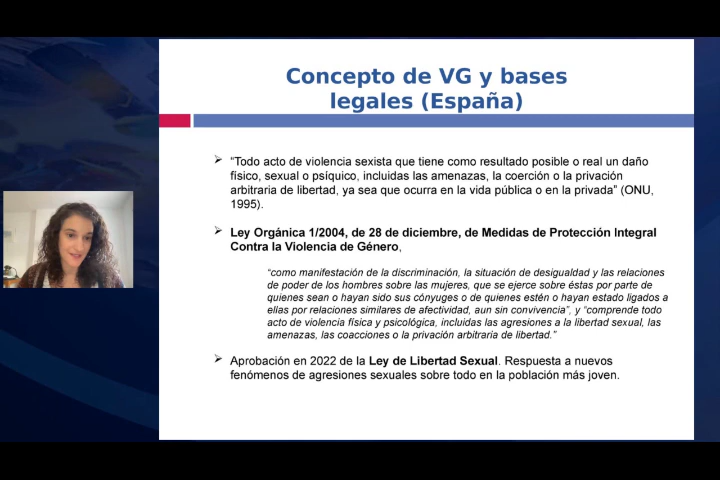 Concepto de VG y bases
legales (España)
“Todo acto de violencia sexista que tiene como resultado posible o real un daño
físico, sexual o psíquico, incluidas las amenazas, la coerción o la privación
arbitraria de libertad, ya sea que ocurra en la vida pública o en la privada” (ONU,
1995).
Ley Orgánica 1/2004, de 28 de diciembre, de Medidas de Protección Integral
Contra la Violencia de Género,
“como manifestación de la discriminación, la situación de desigualdad y las relaciones
de poder de los hombres sobre las mujeres, que se ejerce sobre éstas por parte de
quienes sean o hayan sido sus cónyuges o de quienes estén o hayan estado ligados a
ellas por relaciones similares de afectividad, aun sin convivencia”, y “comprende todo
acto de violencia física y psicológica, incluidas las agresiones a la libertad sexual, las
amenazas, las coacciones o la privación arbitraria de libertad.”
Aprobación en 2022 de la Ley de Libertad Sexual. Respuesta a nuevos
fenómenos de agresiones sexuales sobre todo en la población más joven.